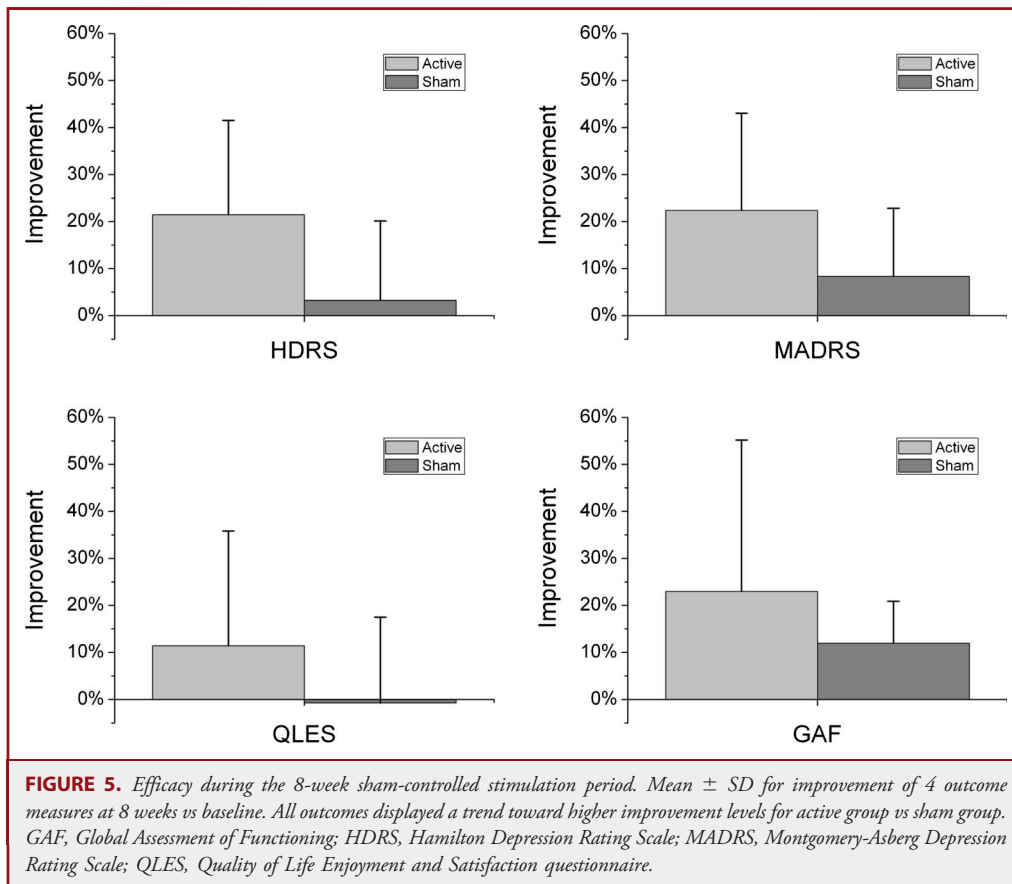 60%
50%
40%
30%
20%
10%
0%
Improvement
Active
Sham
HDRS
60%
50%
40%
30%
20%
10%
0%
Improvement
Active
Sham
MADRS
60%
50%
40%
30%
20%
10%
0%
Improvement
Active
Sham
QLES
60%
50%
40%
30%
20%
10%
0%
Improvement
Active
Sham
GAF
FIGURE 5. Efficacy during the 8-week sham-controlled stimulation period. Mean ± SD for improvement of 4 outcome
measures at 8 weeks vs baseline. All outcomes displayed a trend toward higher improvement levels for active group vs sham group.
GAF, Global Assessment of Functioning; HDRS, Hamilton Depression Rating Scale; MADRS, Montgomery-Asberg Depression
Rating Scale; QLES, Quality of Life Enjoyment and Satisfaction questionnaire.